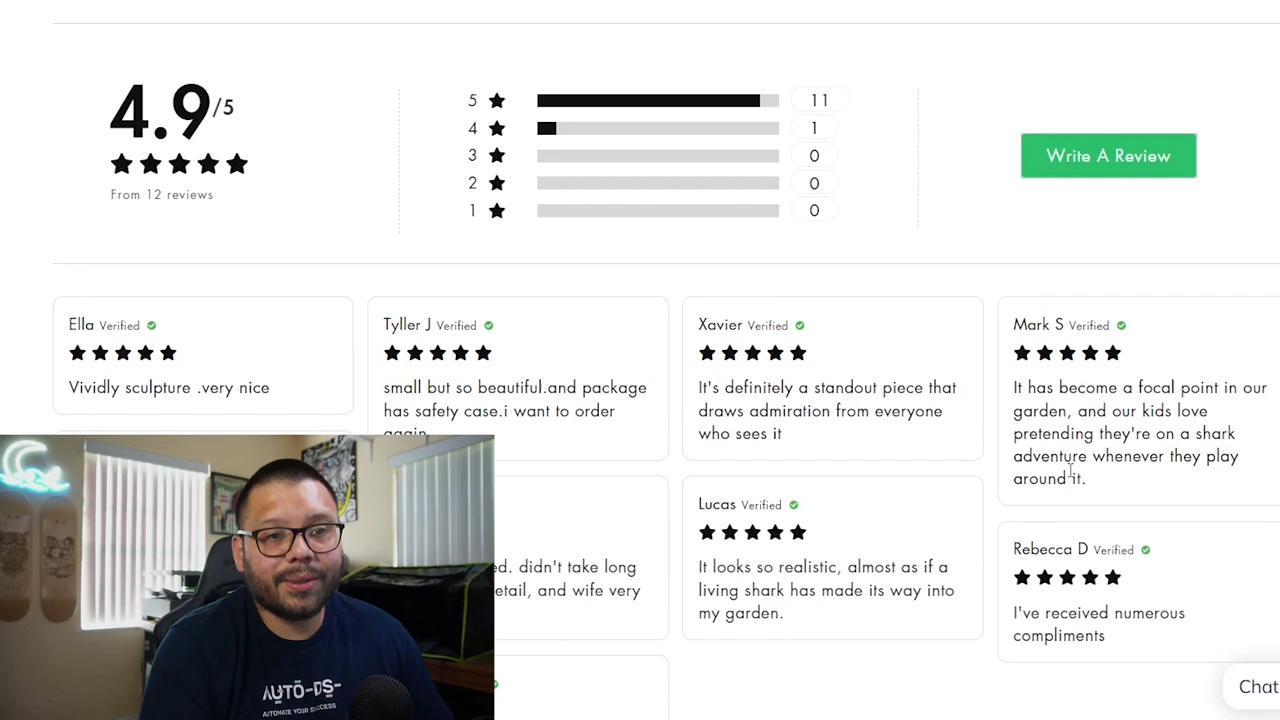 4.9/5
From 12 reviews
5 11
4 1
3 0
2 0
1 0
Write A Review
Ella Verified
Vividly sculpture .very nice
Tyller J Verified
small but so beautiful.and package
has safety case.i want to order
again
Xavier Verified
It's definitely a standout piece that
draws admiration from everyone
who sees it
Mark S Verified
It has become a focal point in our
garden, and our kids love
pretending they're on a shark
adventure whenever they play
around it.
ed. didn't take long
etail, and wife very
Lucas Verified
It looks so realistic, almost as if a
living shark has made its way into
my garden.
Rebecca D Verified
I've received numerous
compliments
Chat
AUTO-DS-
AUTOMATE YOUR SUCCESS